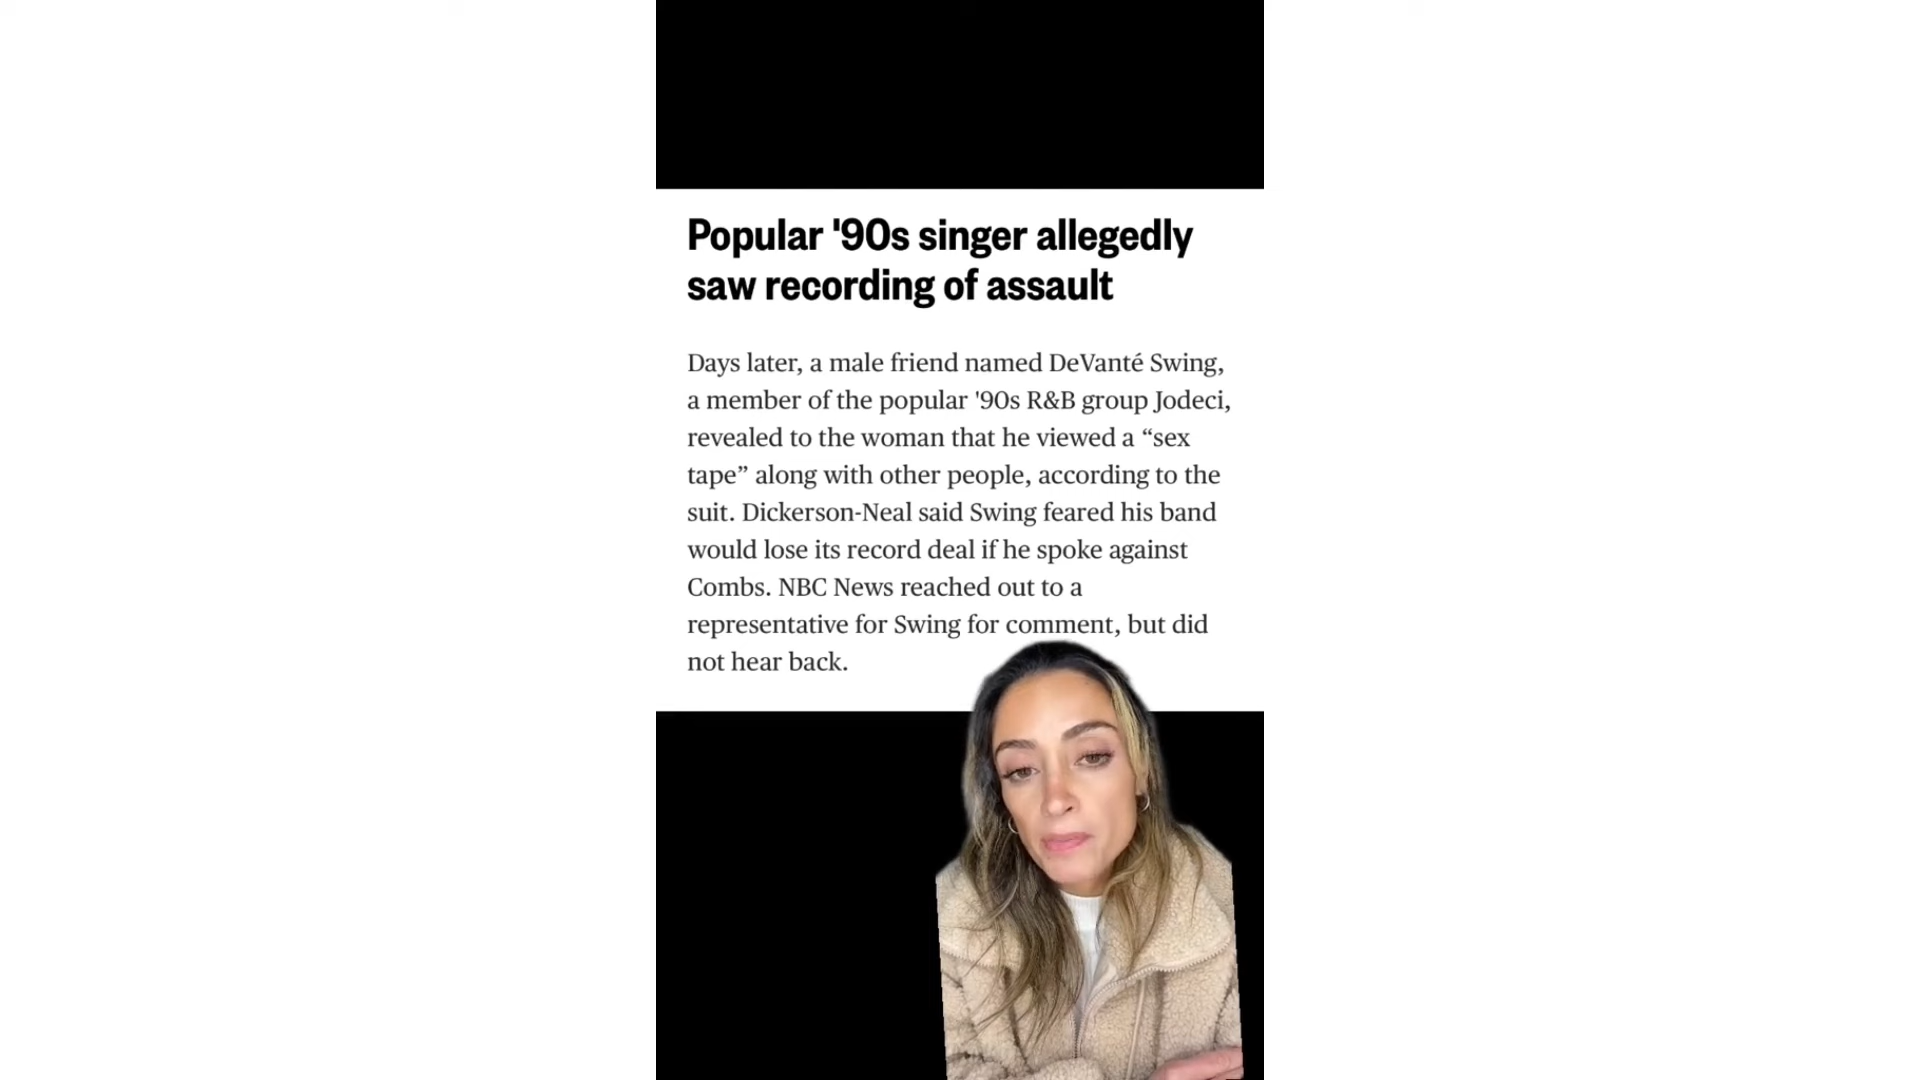 Popular '90s singer allegedly
saw recording of assault
Days later, a male friend named DeVanté Swing,
a member of the popular '90s R&B group Jodeci,
revealed to the woman that he viewed a “sex
tape” along with other people, according to the
suit. Dickerson-Neal said Swing feared his band
would lose its record deal if he spoke against
Combs. NBC News reached out to a
representative for Swing for comment, but did
not hear back.